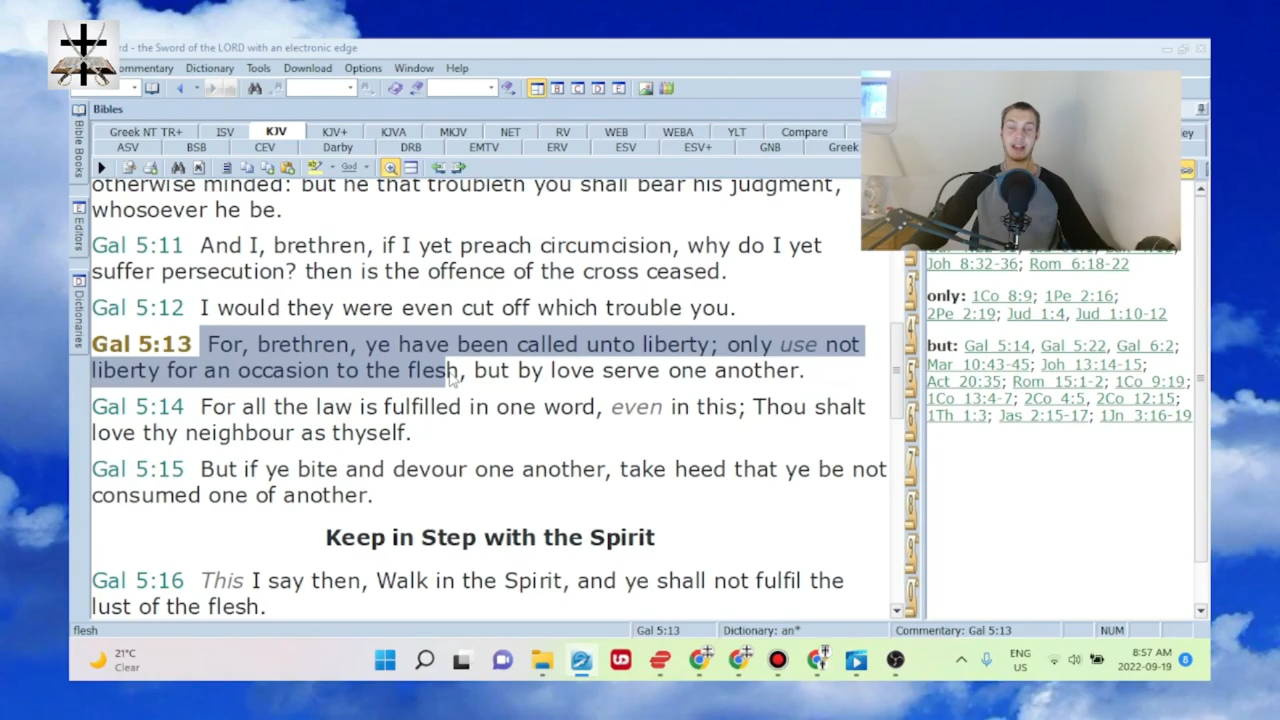 rd - the Sword of the LORD with an electronic edge
ommentary Dictionary Tools Download Options Window Help
Bibles
Greek NT TR+ ISV KJV KJV+ KJVA MKJV NET RV WEB WEBA YLT Compare
ASV BSB CEV Darby DRB EMTV ERV ESV ESV+ GNB Greek
Bible Books
Editors
Dictionaries
God
otherwise minded: but he that troubleth you shall bear his judgment,
whosoever he be.
Gal 5:11 And I, brethren, if I yet preach circumcision, why do I yet
suffer persecution? then is the offence of the cross ceased.
Gal 5:12 I would they were even cut off which trouble you.
Gal 5:13 For, brethren, ye have been called unto liberty; only use not
liberty for an occasion to the flesh, but by love serve one another.
Gal 5:14 For all the law is fulfilled in one word, even in this; Thou shalt
love thy neighbour as thyself.
Gal 5:15 But if ye bite and devour one another, take heed that ye be not
consumed one of another.
Keep in Step with the Spirit
Gal 5:16 This I say then, Walk in the Spirit, and ye shall not fulfil the
lust of the flesh.
Joh 8:32-36; Rom 6:18-22
only: 1Co 8:9; 1Pe 2:16;
2Pe 2:19; Jud 1:4, Jud 1:10-12
but: Gal 5:14, Gal 6:2;
Mar 10:43-45; Joh 13:14-15;
Act 20:35; Rom 15:1-2; 1Co 9:19;
1Co 13:4-7; 2Co 4:5, 2Co 12:15;
1Th 1:3; Jas 2:15-17; 1Jn 3:16-19
flesh Gal 5:13 Dictionary: an* Commentary: Gal 5:13 NUM
21°C
Clear
ENG
US
8:57 AM
2022-09-19
8